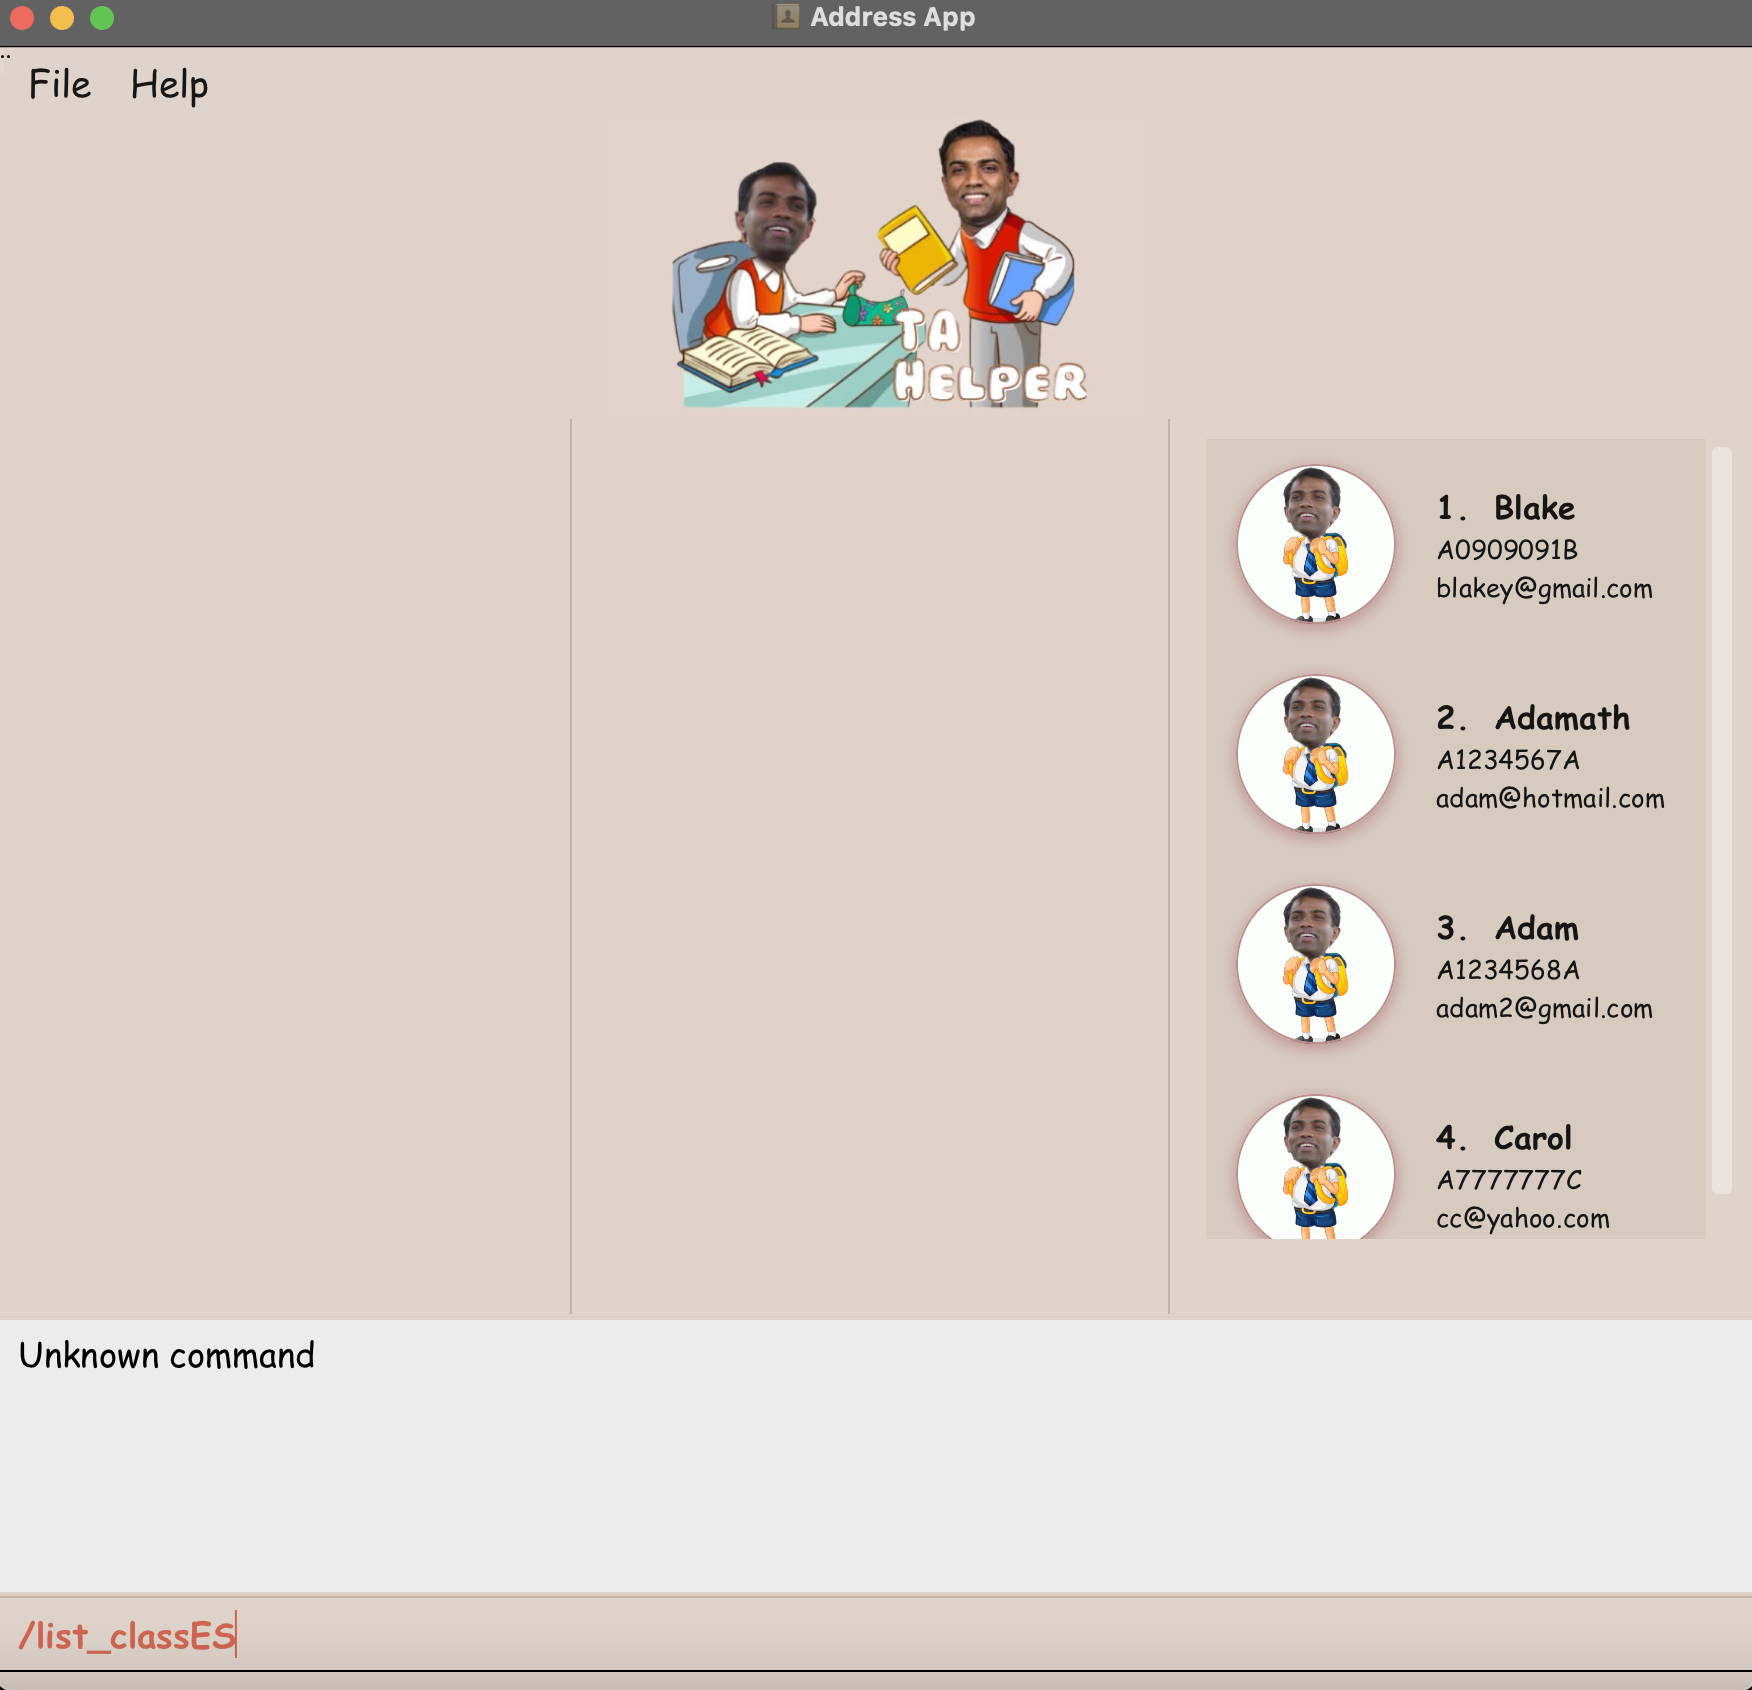 Address App
File Help
TA
HELPER
1. Blake
A0909091B
blakey@gmail.com
2. Adamath
A1234567A
adam@hotmail.com
3. Adam
A1234568A
adam2@gmail.com
4. Carol
A7777777C
cc@yahoo.com
Unknown command
/list_classES